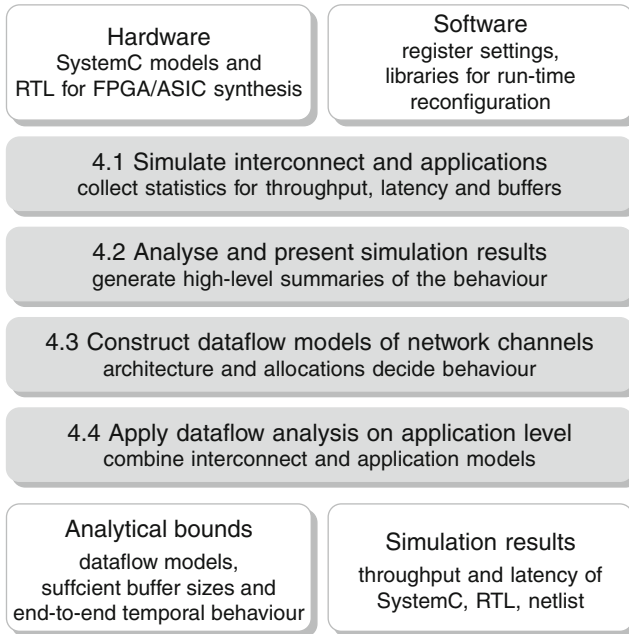 Hardware
SystemC models and
RTL for FPGA/ASIC synthesis
Software
register settings,
libraries for run-time
reconfiguration
4.1 Simulate interconnect and applications
collect statistics for throughput, latency and buffers
4.2 Analyse and present simulation results
generate high-level summaries of the behaviour
4.3 Construct dataflow models of network channels
architecture and allocations decide behaviour
4.4 Apply dataflow analysis on application level
combine interconnect and application models
Analytical bounds
dataflow models,
suffcient buffer sizes and
end-to-end temporal behaviour
Simulation results
throughput and latency of
SystemC, RTL, netlist